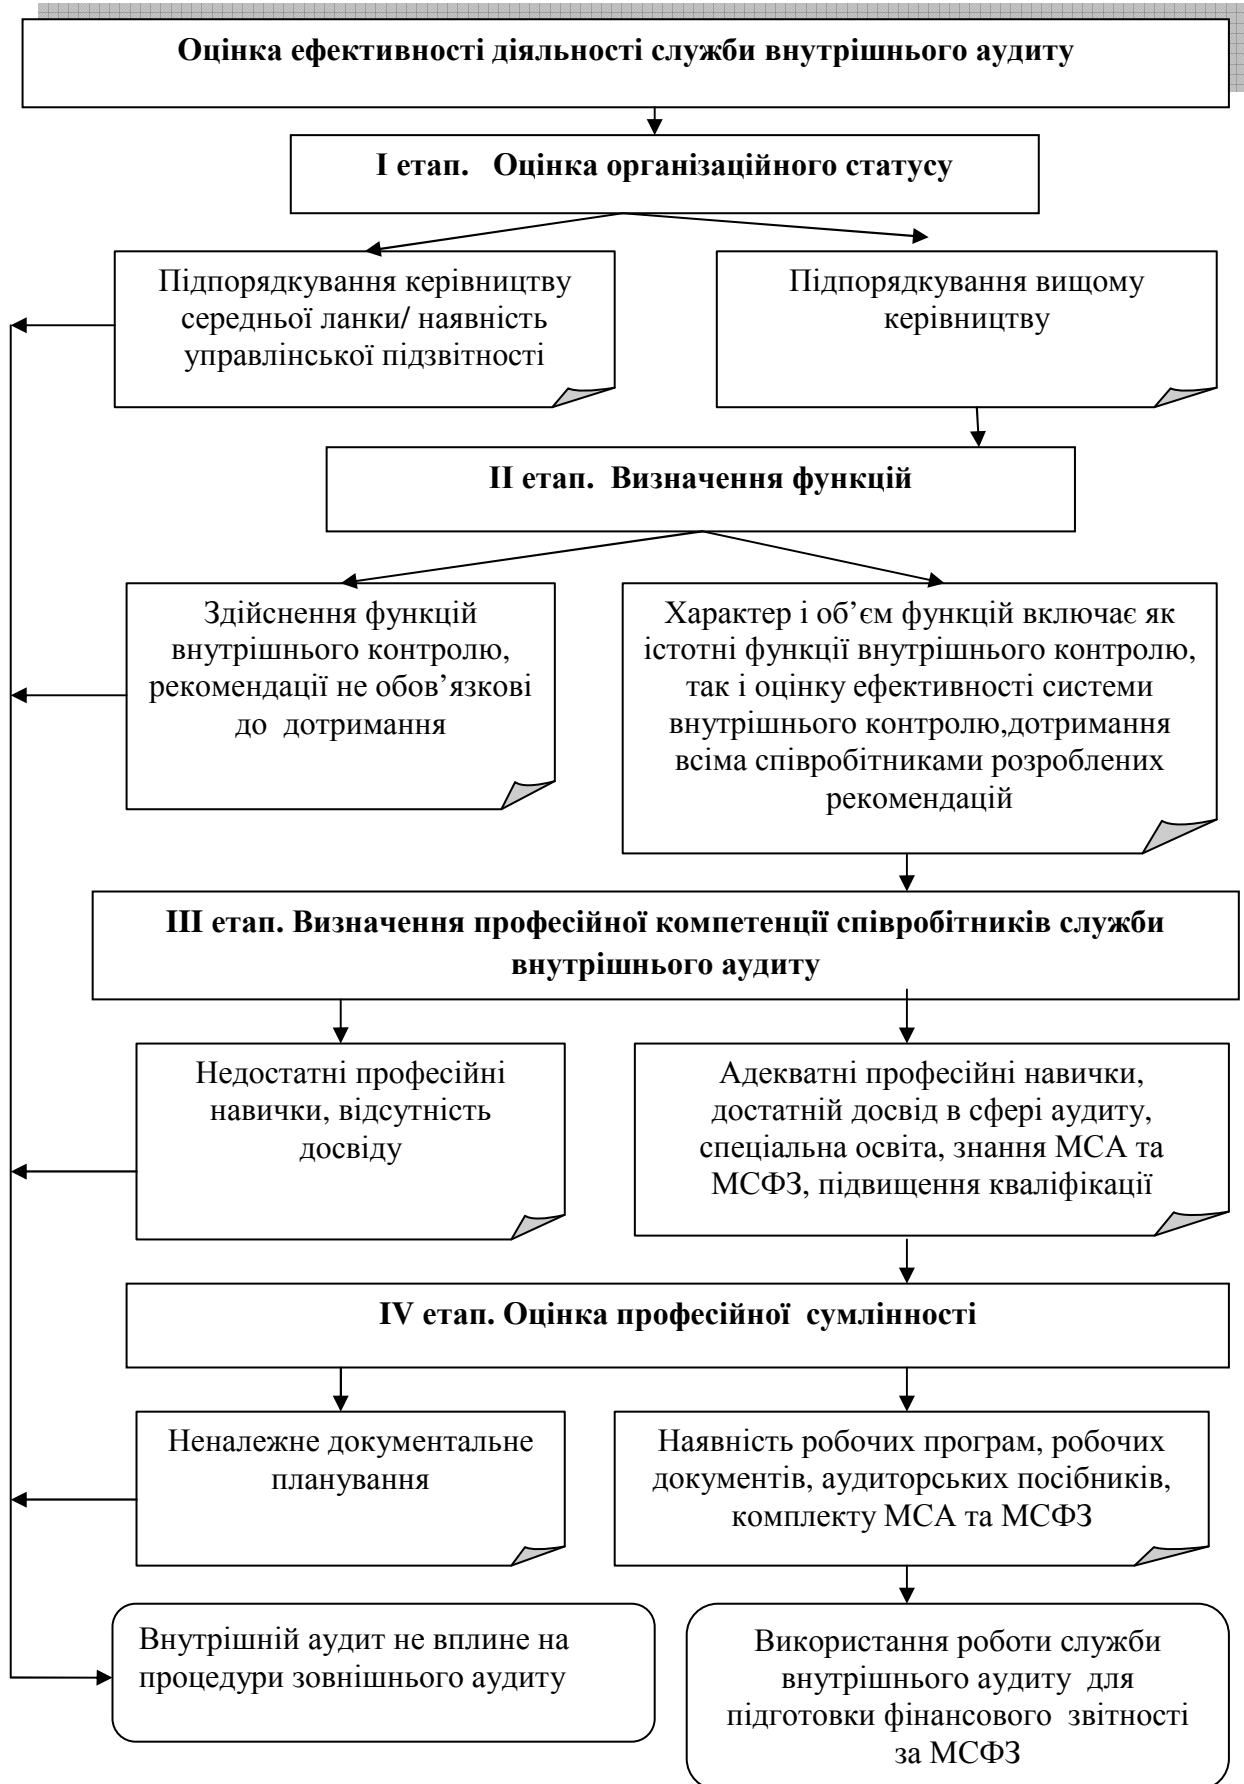 Оцінка ефективності діяльності служби внутрішнього аудиту
I етап. Оцінка організаційного статусу
Підпорядкування керівництву
середньої ланки/ наявність
управлінської підзвітності
Підпорядкування вищому
керівництву
II етап. Визначення функцій
Здійснення функцій
внутрішнього контролю,
рекомендації не обов’язкові
до дотримання
Характер і об’єм функцій включає як
істотні функції внутрішнього контролю,
так і оцінку ефективності системи
внутрішнього контролю,дотримання
всіма співробітниками розроблених
рекомендацій
III етап. Визначення професійної компетенції співробітників служби
внутрішнього аудиту
Недостатні професійні
навички, відсутність
досвіду
Адекватні професійні навички,
достатній досвід в сфері аудиту,
спеціальна освіта, знання МСА та
МСФЗ, підвищення кваліфікації
IV етап. Оцінка професійної сумлінності
Неналежне документальне
планування
Наявність робочих програм, робочих
документів, аудиторських посібників,
комплекту МСА та МСФЗ
Внутрішній аудит не вплине на
процедури зовнішнього аудиту
Використання роботи служби
внутрішнього аудиту для
підготовки фінансового звітності
за МСФЗ